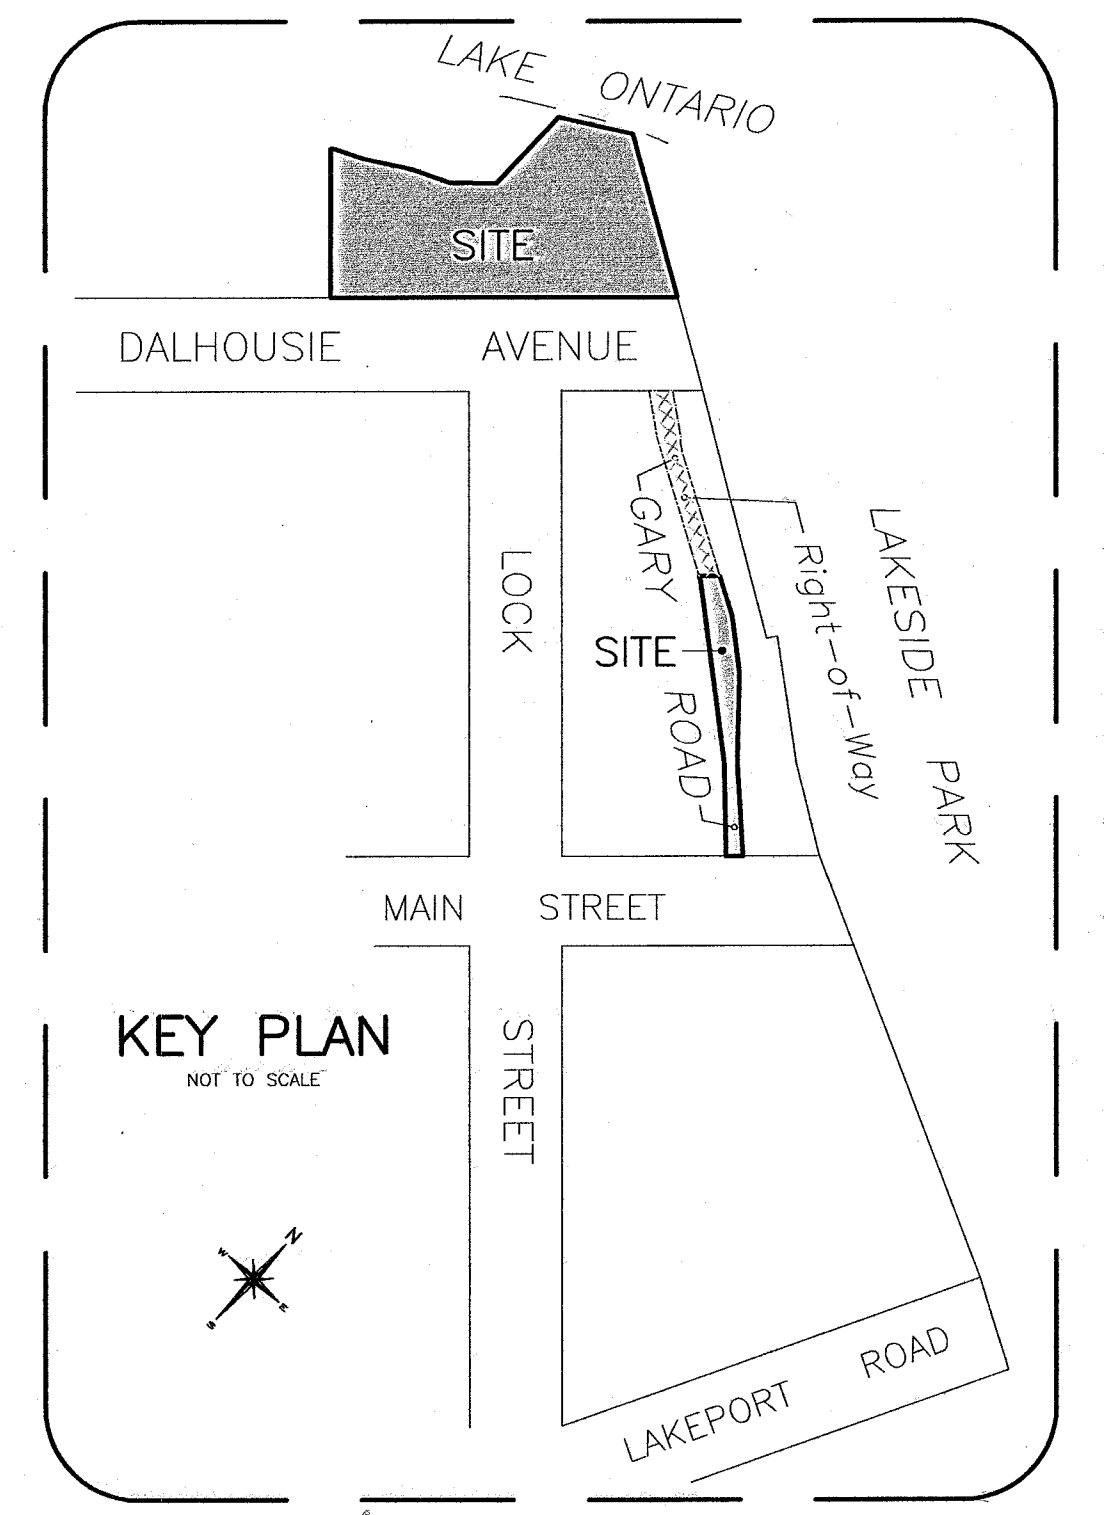 LAKE ONTARIO
SITE
DALHOUSIE AVENUE
GARY ROAD
Right-of-Way
LAKESIDE PARK
SITE
LOCK STREET
MAIN STREET
KEY PLAN
NOT TO SCALE
N
W
E
S
LAKEPORT ROAD